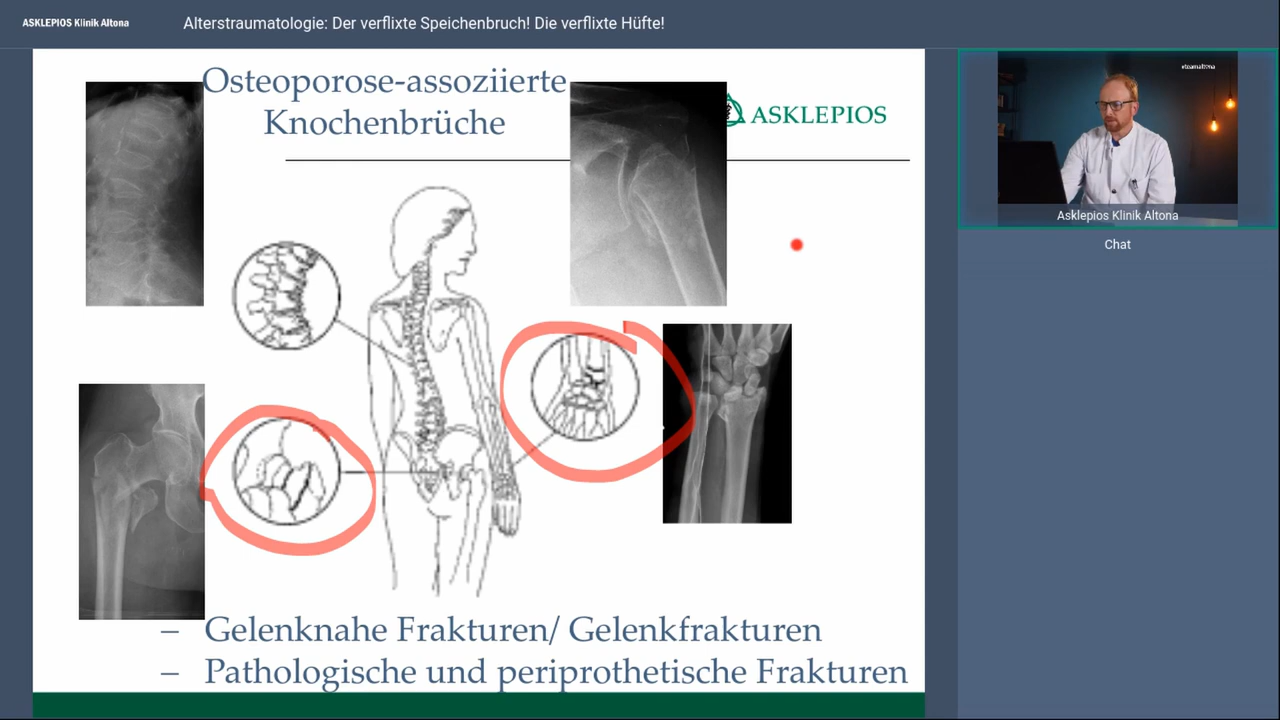 ASKLEPIOS Klinik Altona
Alterstraumatologie: Der verflixte Speichenbruch! Die verflixte Hüfte!
Osteoporose-assoziierte
Knochenbrüche
ASKLEPIOS
#teamaltona
Asklepios Klinik Altona
Chat
– Gelenknahe Frakturen/ Gelenkfrakturen
– Pathologische und periprothetische Frakturen